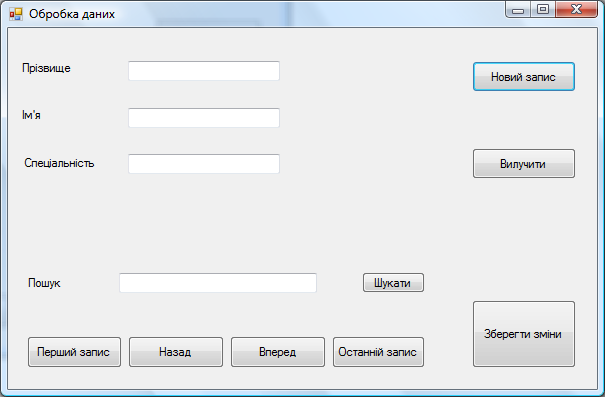 Обробка даних
Прізвище
Новий запис
Ім'я
Спеціальність
Вилучити
Пошук
Шукати
Зберегти зміни
Перший запис
Назад
Вперед
Останній запис